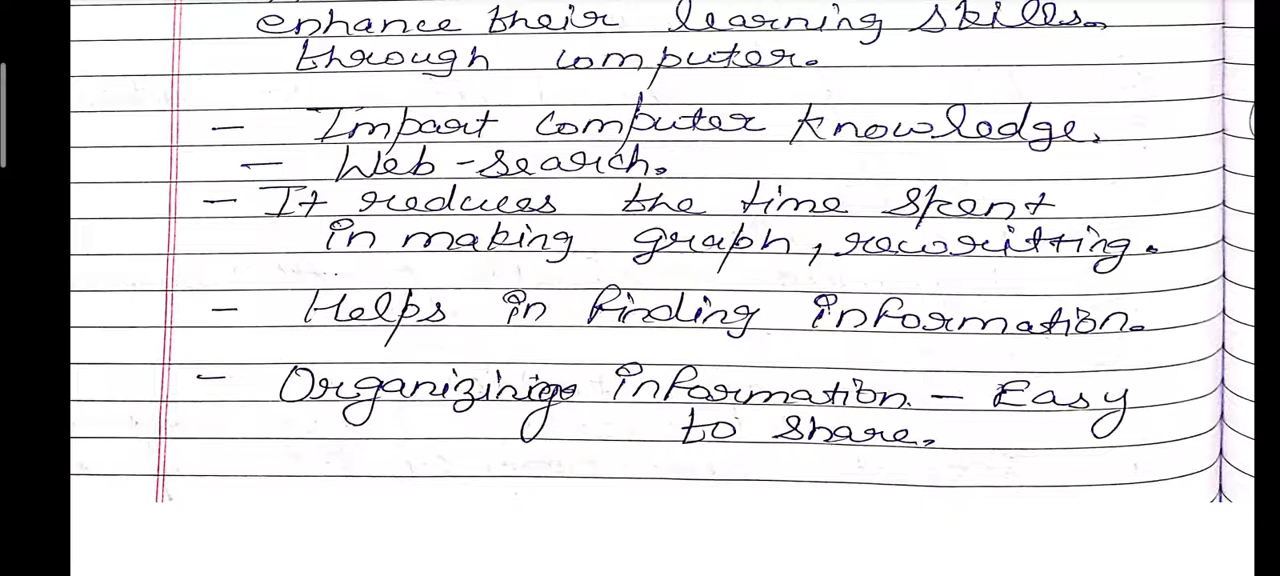 enhance their learning skills.
through computer.
- Impart computer knowledge.
- Web-search.
- It reduces the time spent
in making graph, rewritting.
- Helps in finding information.
- Organizining information. - Easy
to share.